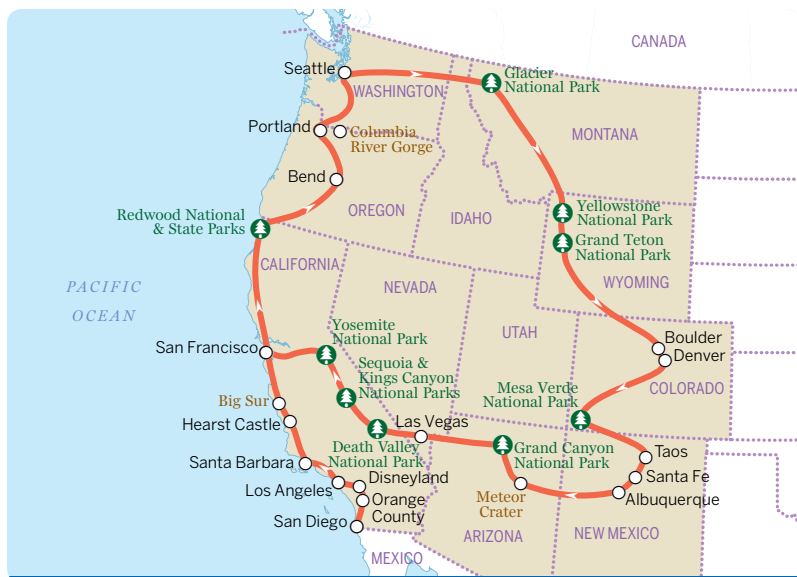 CANADA
Seattle
Glacier
National Park
WASHINGTON
Portland
Columbia
River Gorge
MONTANA
Bend
Redwood National
& State Parks
OREGON
IDAHO
Yellowstone
National Park
Grand Teton
National Park
CALIFORNIA
NEVADA
WYOMING
PACIFIC
OCEAN
Yosemite
National Park
UTAH
San Francisco
Boulder
Denver
Sequoia &
Kings Canyon
National Parks
Mesa Verde
National Park
COLORADO
Big Sur
Hearst Castle
Las Vegas
Death Valley
National Park
Grand Canyon
National Park
Taos
Santa Barbara
Disneyland
Santa Fe
Los Angeles
Orange
County
Meteor
Crater
Albuquerque
San Diego
ARIZONA
NEW MEXICO
MEXICO